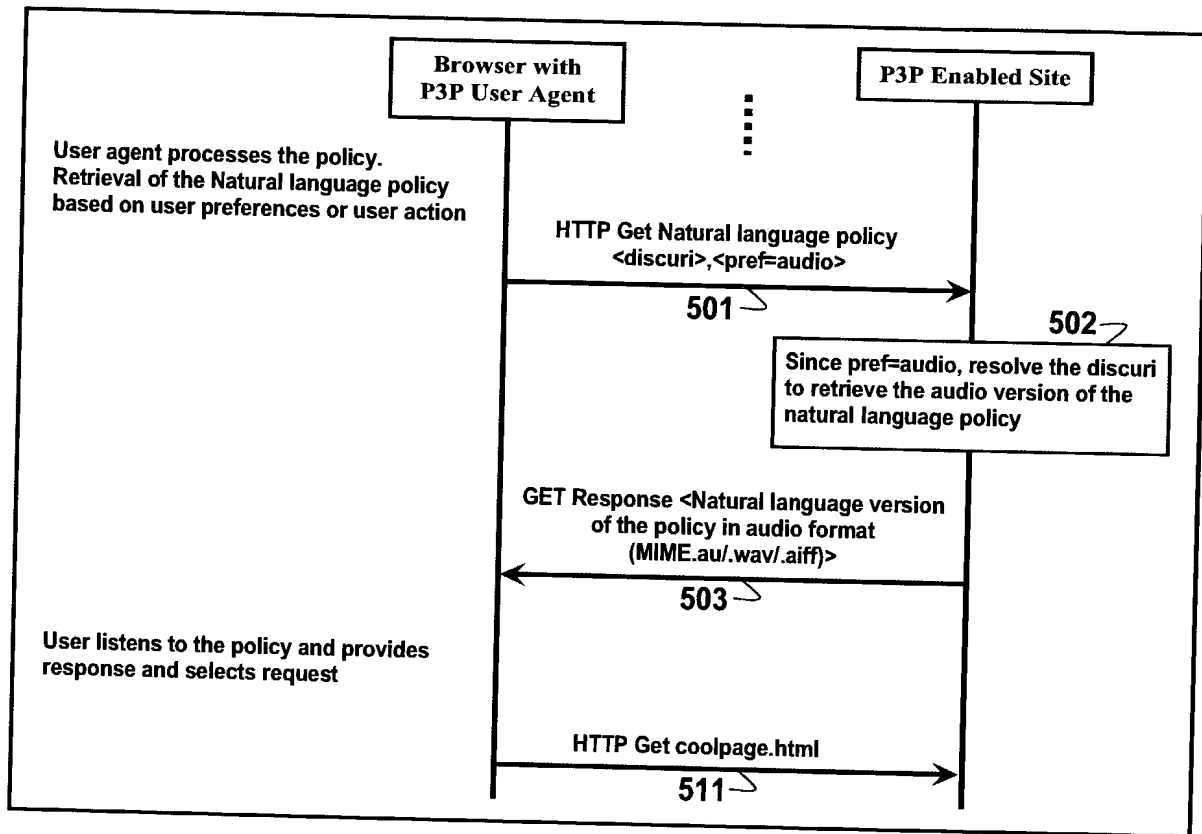 Browser with
P3P User Agent
P3P Enabled Site
User agent processes the policy.
Retrieval of the Natural language policy
based on user preferences or user action
HTTP Get Natural language policy
<discuri>,<pref=audio>
501
502
Since pref=audio, resolve the discuri
to retrieve the audio version of the
natural language policy
GET Response <Natural language version
of the policy in audio format
(MIME.au/.wav/.aiff)>
503
User listens to the policy and provides
response and selects request
HTTP Get coolpage.html
511